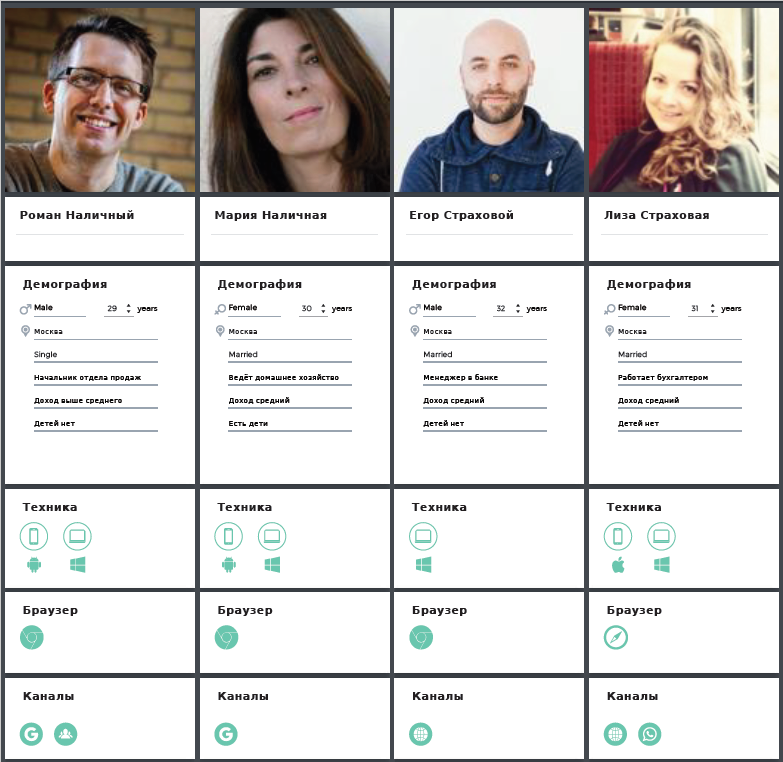 Роман Наличный
Мария Наличная
Егор Страховой
Лиза Страховая
Демография
Male 29 years
Москва
Single
Начальник отдела продаж
Доход выше среднего
Детей нет
Демография
Female 30 years
Москва
Married
Ведёт домашнее хозяйство
Доход средний
Есть дети
Демография
Male 32 years
Москва
Married
Менеджер в банке
Доход средний
Детей нет
Демография
Female 31 years
Москва
Married
Работает бухгалтером
Доход средний
Детей нет
Техника
Техника
Техника
Техника
Браузер
Браузер
Браузер
Браузер
Каналы
Каналы
Каналы
Каналы